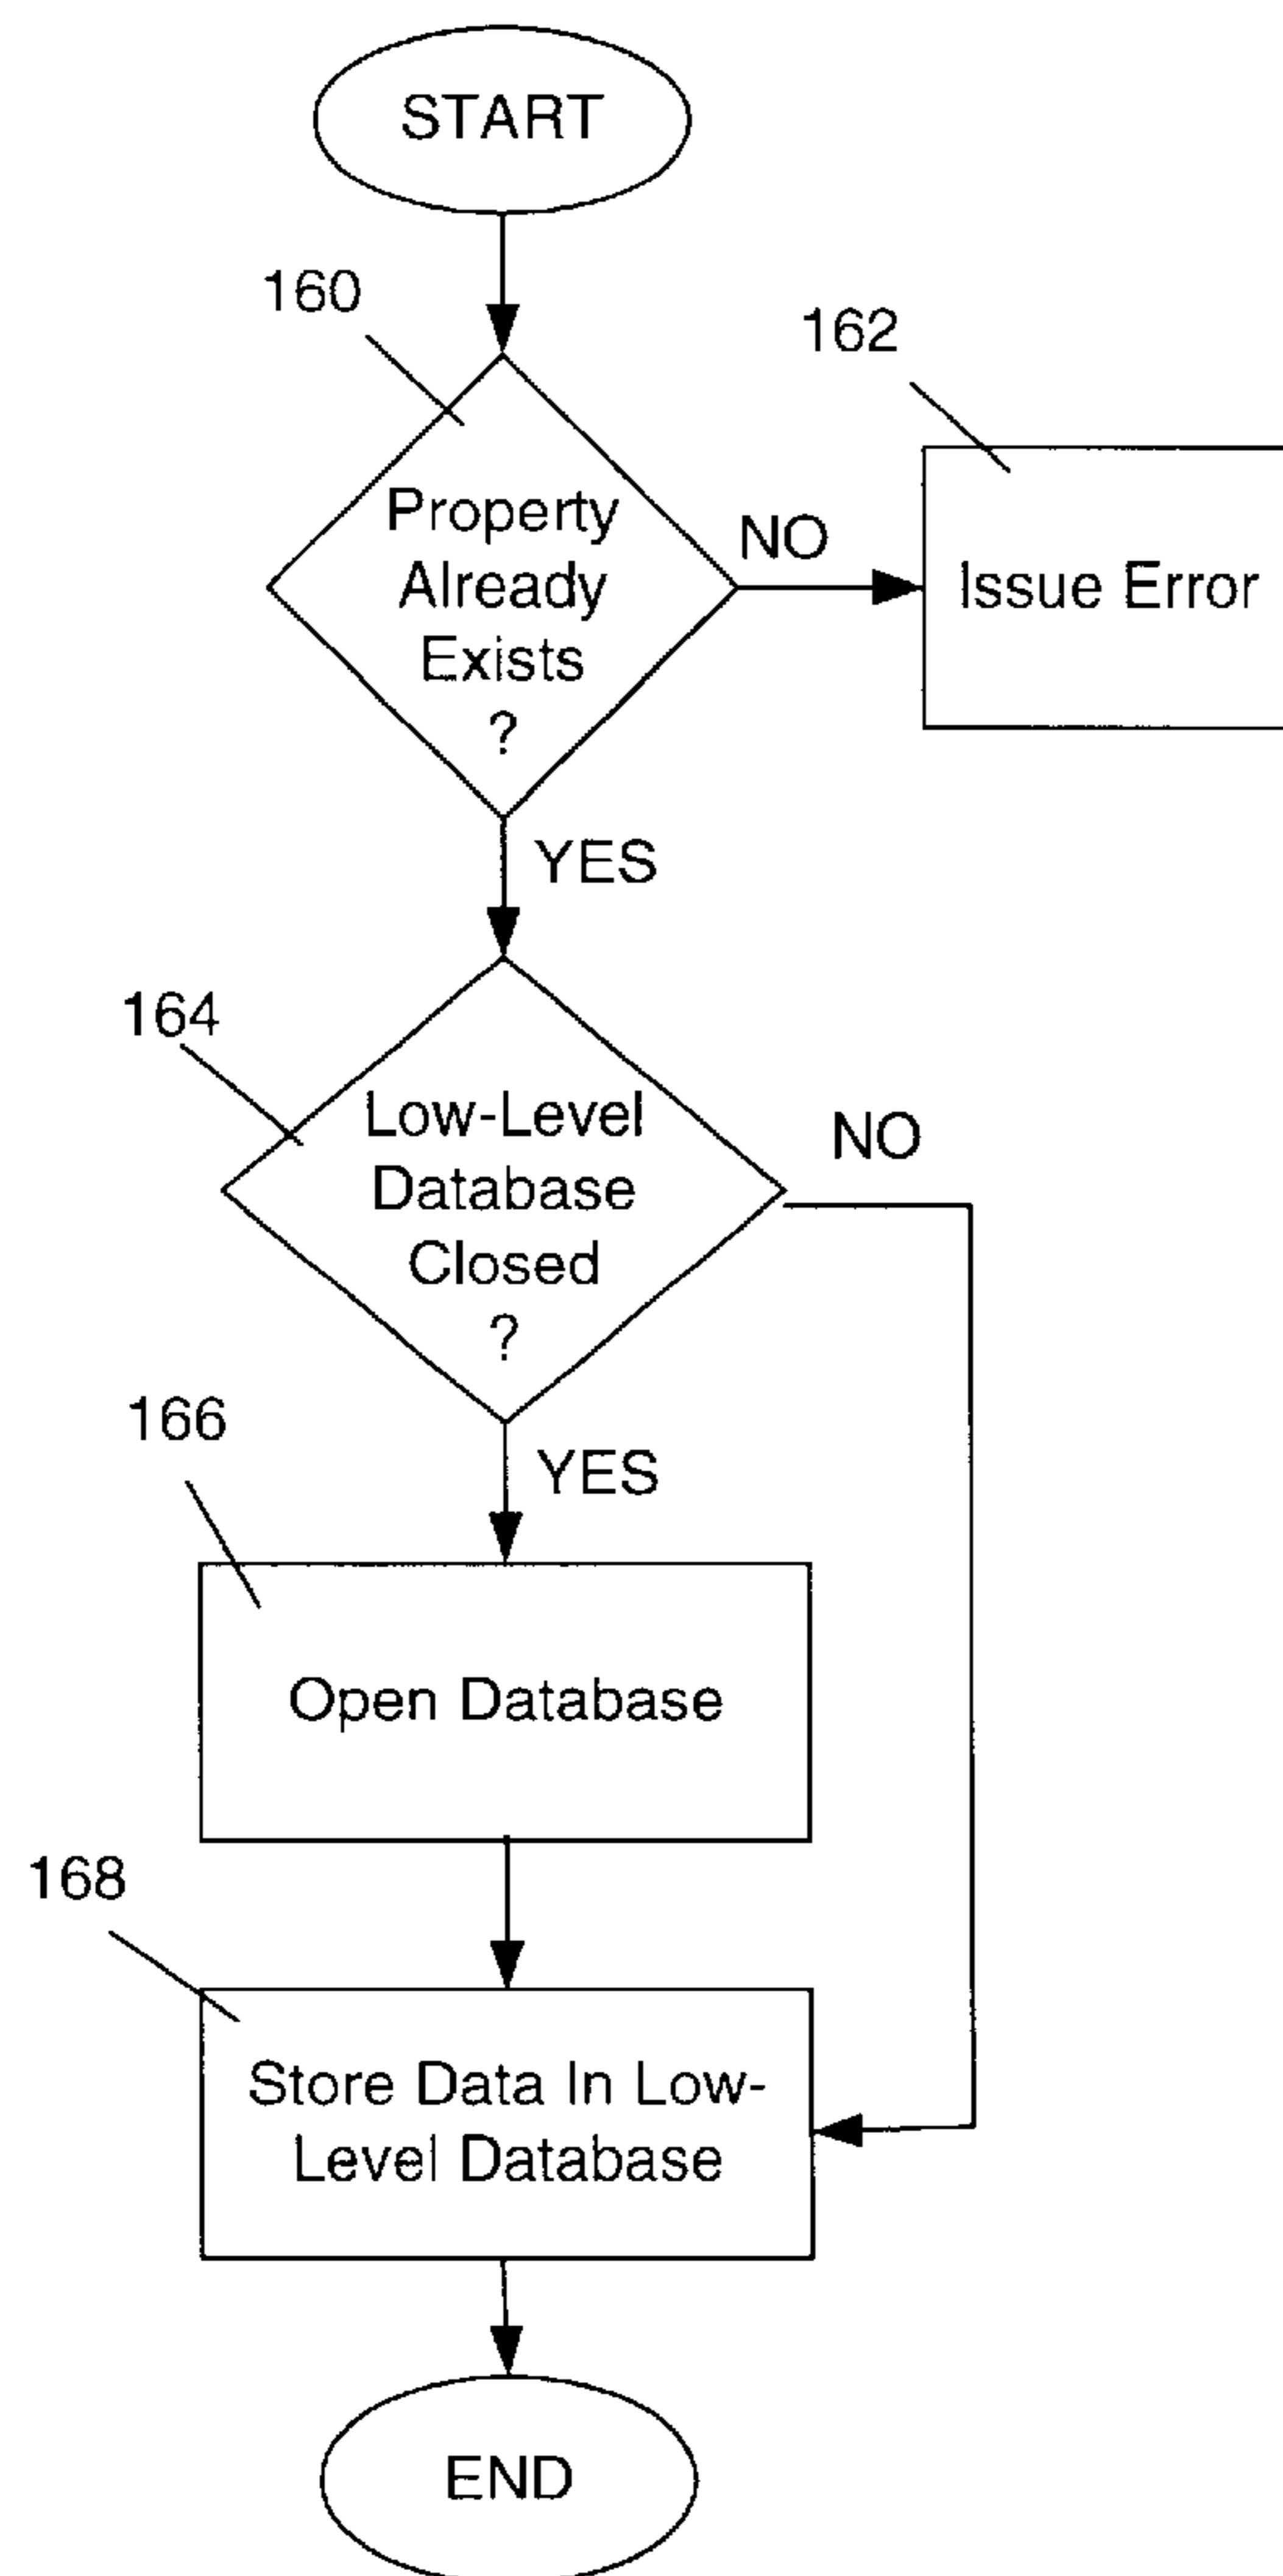 START
160
162
Property
Already
Exists
?
NO
Issue Error
YES
164
Low-Level
Database
Closed
?
NO
166
YES
Open Database
168
Store Data In Low-
Level Database
END